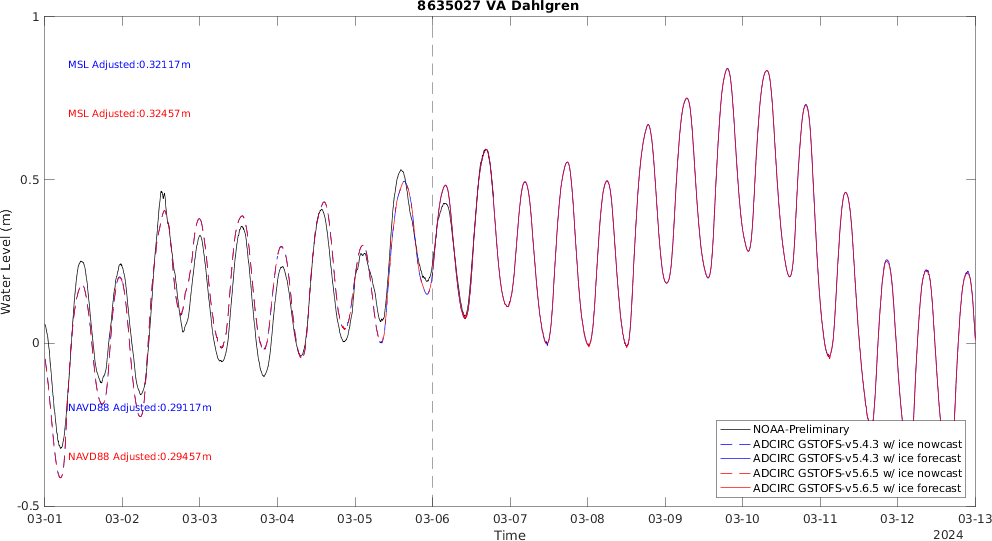 8635027 VA Dahlgren
1
MSL Adjusted:0.32117m
MSL Adjusted:0.32457m
0.5
Water Level (m)
0
NAVD88 Adjusted:0.29117m
NAVD88 Adjusted:0.29457m
NOAA-Preliminary
ADCIRC GSTOFS-v5.4.3 w/ ice nowcast
ADCIRC GSTOFS-v5.4.3 w/ ice forecast
ADCIRC GSTOFS-v5.6.5 w/ ice nowcast
ADCIRC GSTOFS-v5.6.5 w/ ice forecast
-0.5
03-01 03-02 03-03 03-04 03-05 03-06 03-07 03-08 03-09 03-10 03-11 03-12 03-13
Time
2024